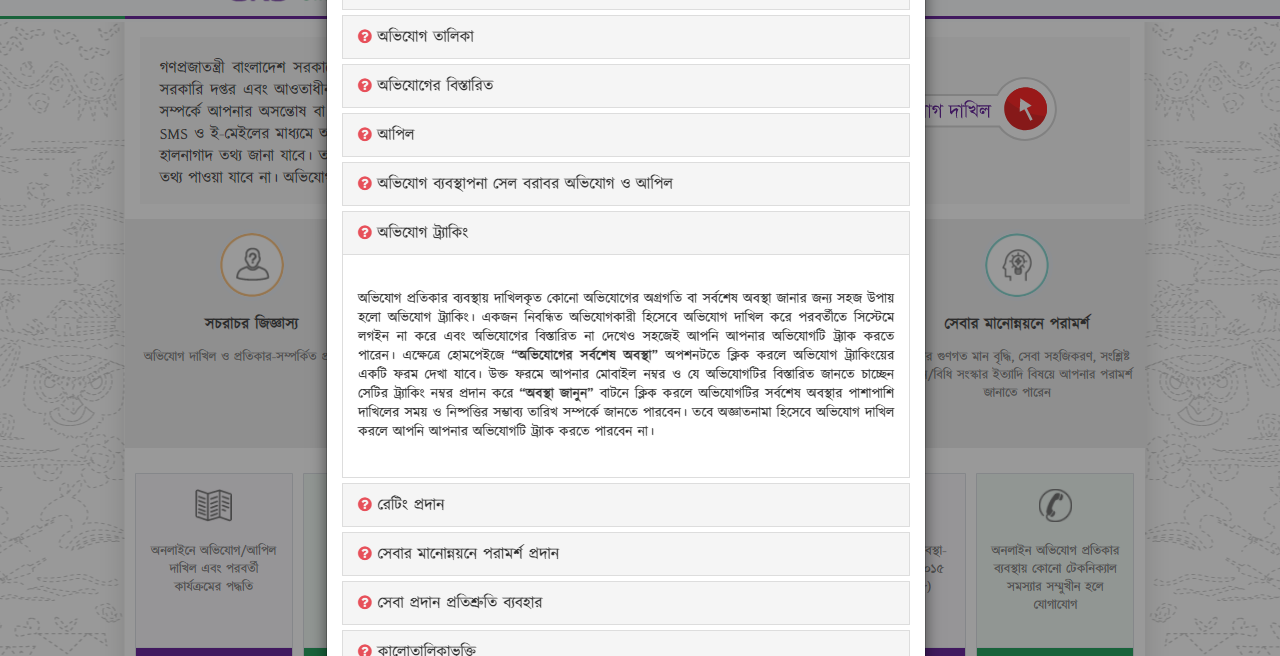 অভিযোগ তালিকা
অভিযোগের বিস্তারিত
আপিল
অভিযোগ ব্যবস্থাপনা সেল বরাবর অভিযোগ ও আপিল
অভিযোগ ট্র্যাকিং
অভিযোগ প্রতিকার ব্যবস্থায় দাখিলকৃত কোনো অভিযোগের অগ্রগতি বা সর্বশেষ অবস্থা জানার জন্য সহজ উপায়
হলো অভিযোগ ট্র্যাকিং। একজন নিবন্ধিত অভিযোগকারী হিসেবে অভিযোগ দাখিল করে পরবর্তীতে সিস্টেমে
লগইন না করে এবং অভিযোগের বিস্তারিত না দেখেও সহজেই আপনি আপনার অভিযোগটি ট্র্যাক করতে
পারেন। এক্ষেত্রে হোমপেইজে “অভিযোগের সর্বশেষ অবস্থা” অপশনটতে ক্লিক করলে অভিযোগ ট্র্যাকিংয়ের
একটি ফরম দেখা যাবে। উক্ত ফরমে আপনার মোবাইল নম্বর ও যে অভিযোগটির বিস্তারিত জানতে চাচ্ছেন
সেটির ট্র্যাকিং নম্বর প্রদান করে “অবস্থা জানুন” বাটনে ক্লিক করলে অভিযোগটির সর্বশেষ অবস্থার পাশাপাশি
দাখিলের সময় ও নিষ্পত্তির সম্ভাব্য তারিখ সম্পর্কে জানতে পারবেন। তবে অজ্ঞাতনামা হিসেবে অভিযোগ দাখিল
করলে আপনি আপনার অভিযোগটি ট্র্যাক করতে পারবেন না।
রেটিং প্রদান
সেবার মানোন্নয়নে পরামর্শ প্রদান
সেবা প্রদান প্রতিশ্রুতি ব্যবহার
কালোতালিকাভুক্তি
গণপ্রজাতন্ত্রী বাংলাদেশ
সরকারি দপ্তর এবং
সম্পর্কে আপনার অসন্তোষ বা
SMS ও ই-মেইলের মাধ্যমে
হালনাগাদ তথ্য জানা যাবে।
তথ্য পাওয়া যাবে না।
দাখিল
সচরাচর জিজ্ঞাস্য
অভিযোগ দাখিল ও প্রতিকার-সম্পর্কিত
সেবার মানোন্নয়নে পরামর্শ
গুণগত মান বৃদ্ধি, সেবা সহজিকরণ, সংশ্লিষ্ট
/বিধি সংস্কার ইত্যাদি বিষয়ে আপনার পরামর্শ
জানাতে পারেন
অনলাইনে অভিযোগ/আপিল
দাখিল এবং পরবর্তী
কার্যক্রমের পদ্ধতি
অনলাইন অভিযোগ প্রতিকার
ব্যবস্থায় কোনো টেকনিক্যাল
সমস্যার সম্মুখীন হলে
যোগাযোগ